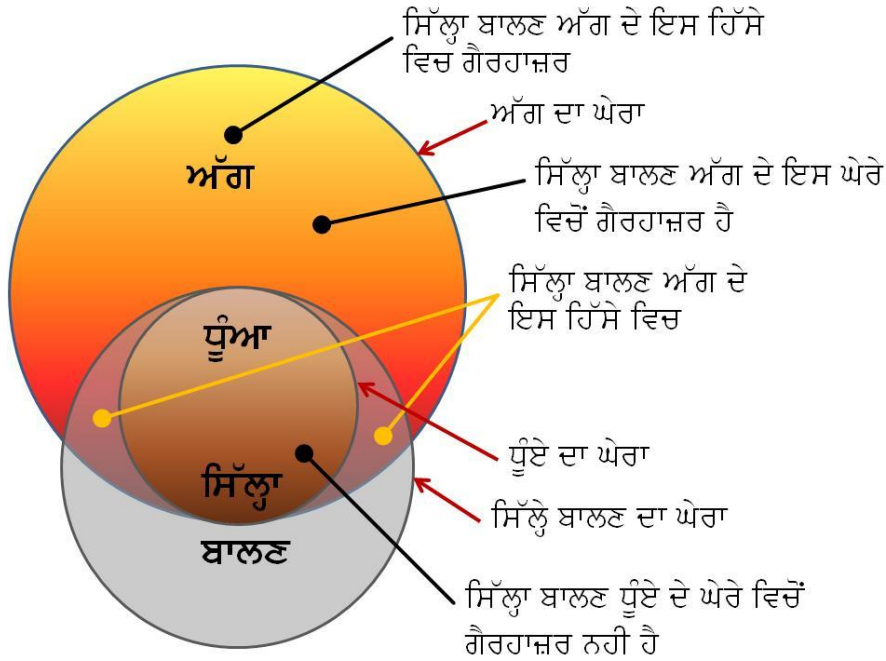 ਸਿੱਲ੍ਹਾ ਬਾਲਣ ਅੱਗ ਦੇ ਇਸ ਹਿੱਸੇ
ਵਿਚ ਗੈਰਹਾਜ਼ਰ
ਅੱਗ ਦਾ ਘੇਰਾ
ਅੱਗ
ਸਿੱਲ੍ਹਾ ਬਾਲਣ ਅੱਗ ਦੇ ਇਸ ਘੇਰੇ
ਵਿਚੋਂ ਗੈਰਹਾਜ਼ਰ ਹੈ
ਸਿੱਲ੍ਹਾ ਬਾਲਣ ਅੱਗ ਦੇ
ਇਸ ਹਿੱਸੇ ਵਿਚ
ਧੂੰਆ
ਧੂੰਏ ਦਾ ਘੇਰਾ
ਸਿੱਲ੍ਹਾ
ਬਾਲਣ
ਸਿੱਲ੍ਹੇ ਬਾਲਣ ਦਾ ਘੇਰਾ
ਸਿੱਲ੍ਹਾ ਬਾਲਣ ਧੂੰਏ ਦੇ ਘੇਰੇ ਵਿਚੋਂ
ਗੈਰਹਾਜ਼ਰ ਨਹੀ ਹੈ